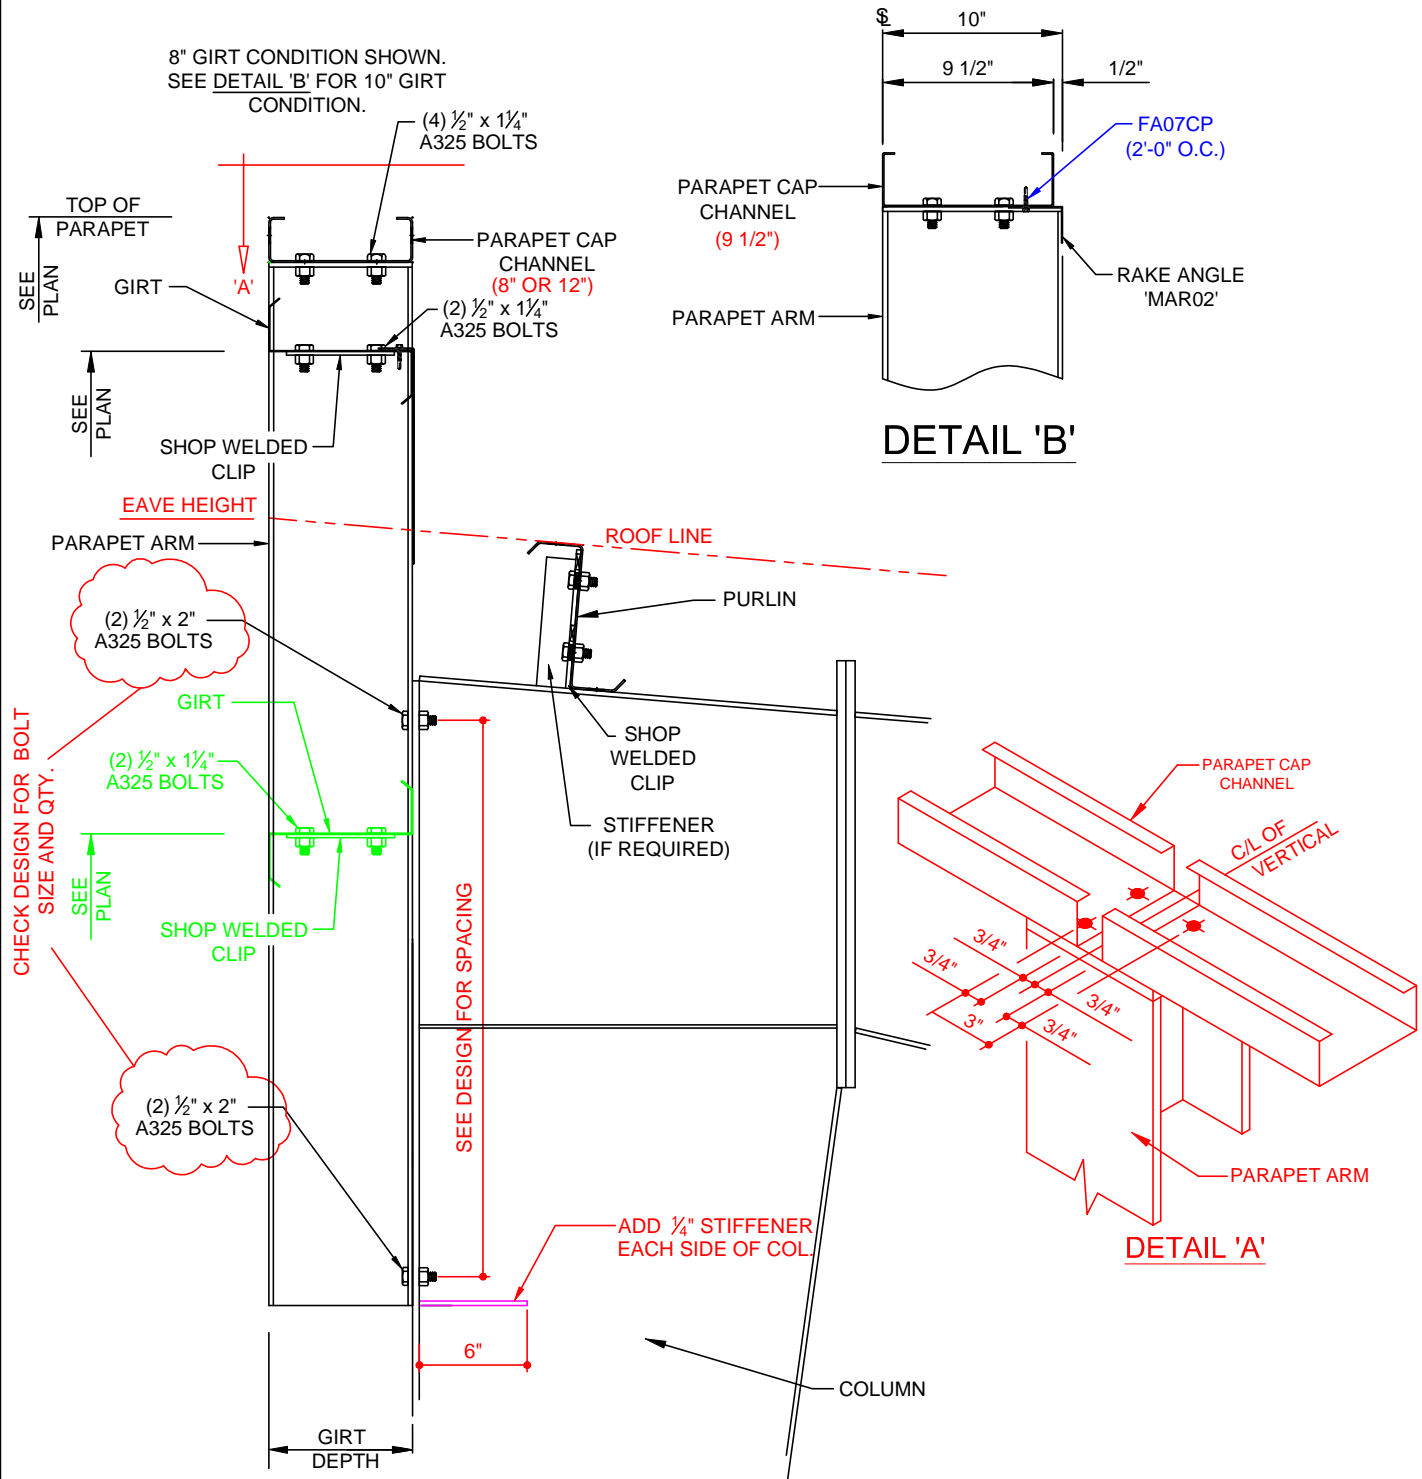 8" GIRT CONDITION SHOWN.
SEE DETAIL 'B' FOR 10" GIRT
CONDITION.
(4) ½" x 1¼"
A325 BOLTS
TOP OF
PARAPET
SEE
PLAN
'A'
PARAPET CAP
CHANNEL
(8" OR 12")
GIRT
(2) ½" x 1¼"
A325 BOLTS
SEE
PLAN
SHOP WELDED
CLIP
EAVE HEIGHT
PARAPET ARM
ROOF LINE
PURLIN
(2) ½" x 2"
A325 BOLTS
CHECK DESIGN FOR BOLT
SIZE AND QTY.
GIRT
(2) ½" x 1¼"
A325 BOLTS
SEE
PLAN
SHOP WELDED
CLIP
SHOP
WELDED
CLIP
STIFFENER
(IF REQUIRED)
SEE DESIGN FOR SPACING
(2) ½" x 2"
A325 BOLTS
ADD ¼" STIFFENER
EACH SIDE OF COL.
6"
COLUMN
GIRT
DEPTH
℄
10"
9 1/2"
1/2"
FA07CP
(2'-0" O.C.)
PARAPET CAP
CHANNEL
(9 1/2")
RAKE ANGLE
'MAR02'
PARAPET ARM
DETAIL 'B'
PARAPET CAP
CHANNEL
C/L OF
VERTICAL
3/4"
3/4"
3/4"
3"
3/4"
PARAPET ARM
DETAIL 'A'